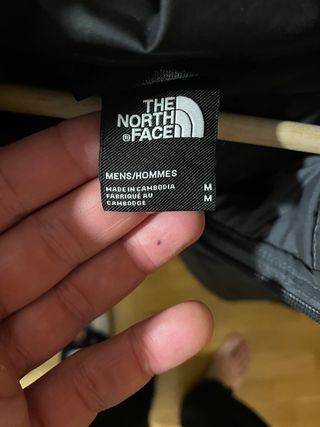 THE
NORTH
®FACE
MENS/HOMMES
MADE IN CAMBODIA M
FABRIQUÉ AU M
CAMBODGE